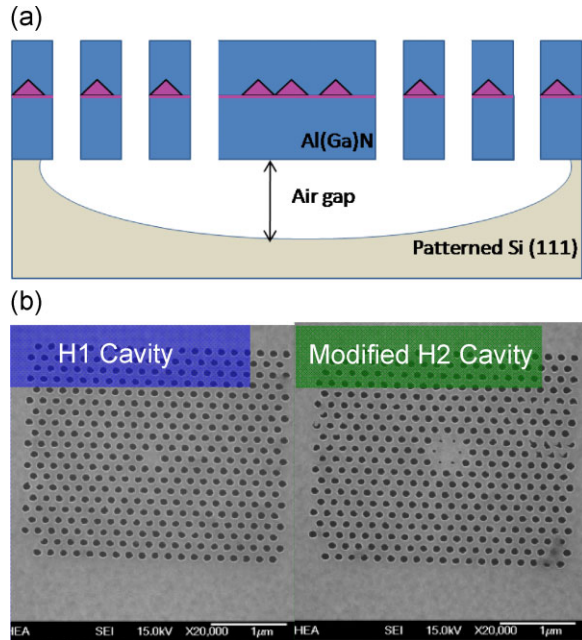 (a)
Al(Ga)N
Air gap
Patterned Si (111)
(b)
H1 Cavity
Modified H2 Cavity
HEA SEI 15.0kV X20,000 1µm
HEA SEI 15.0kV X20,000 1µm